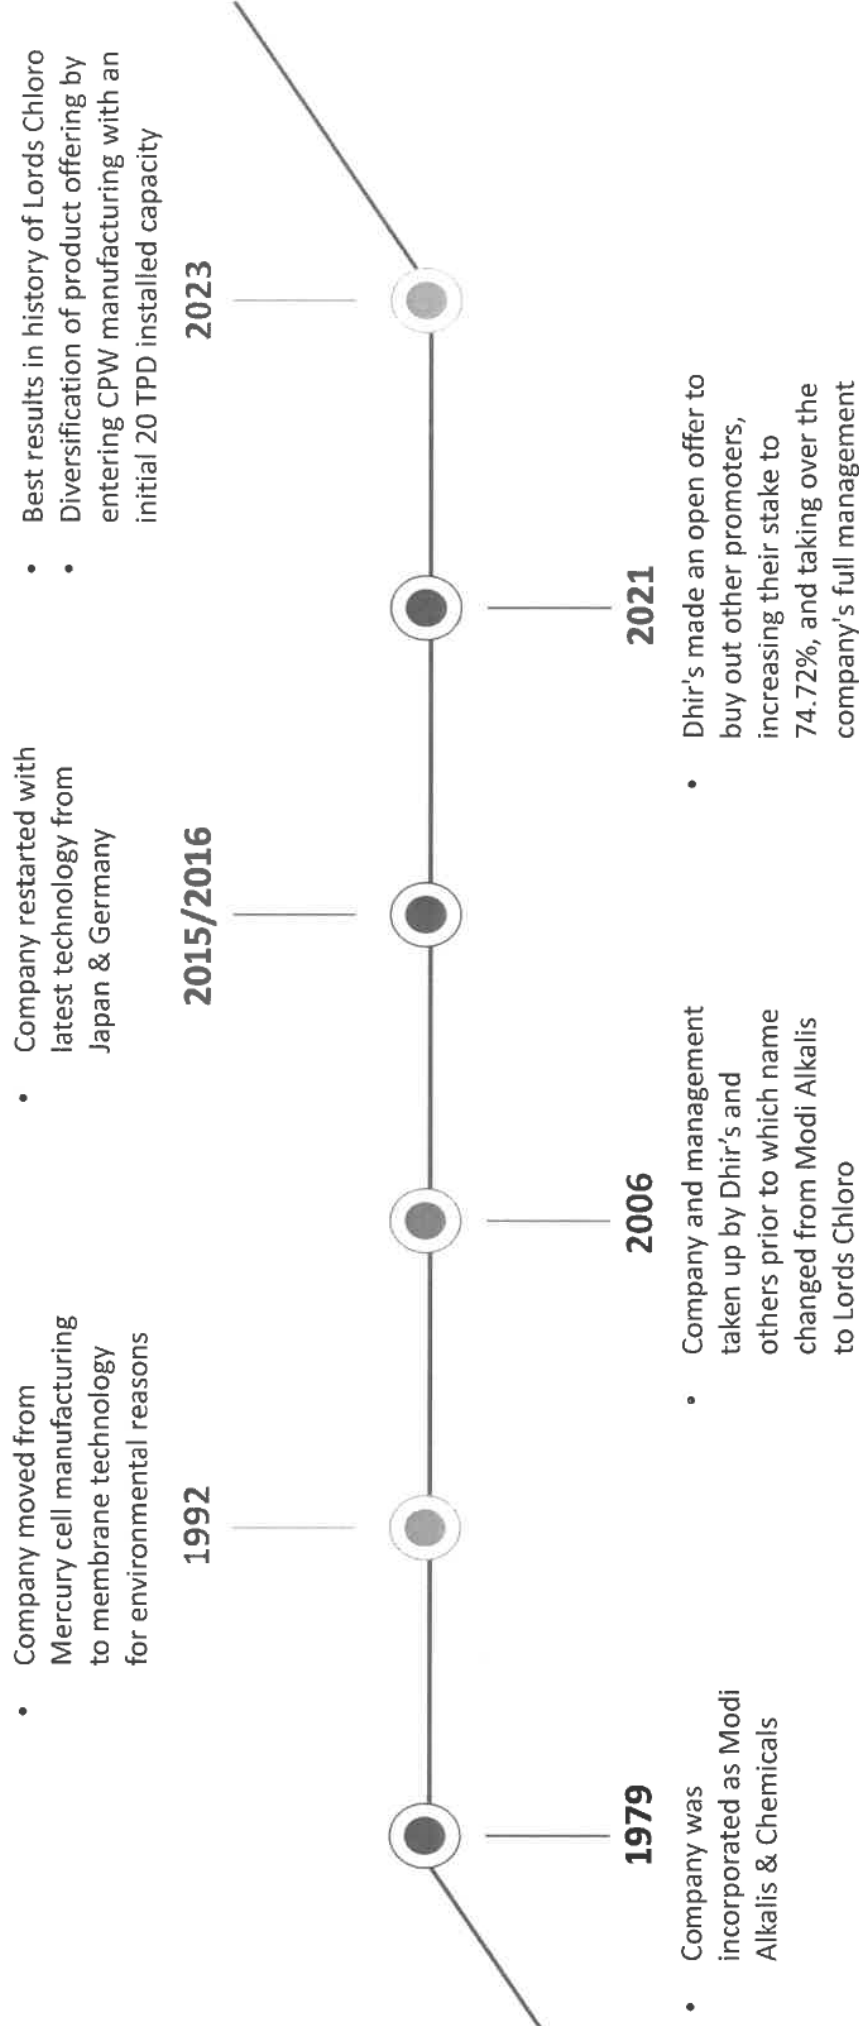 • Company was
incorporated as Modi
Alkalis & Chemicals
1979
• Company moved from
Mercury cell manufacturing
to membrane technology
for environmental reasons
1992
2006
• Company and management
taken up by Dhir's and
others prior to which name
changed from Modi Alkalis
to Lords Chloro
• Company restarted with
latest technology from
Japan & Germany
2015/2016
2021
• Dhir's made an open offer to
buy out other promoters,
increasing their stake to
74.72%, and taking over the
company's full management
• Best results in history of Lords Chloro
• Diversification of product offering by
entering CPW manufacturing with an
initial 20 TPD installed capacity
2023